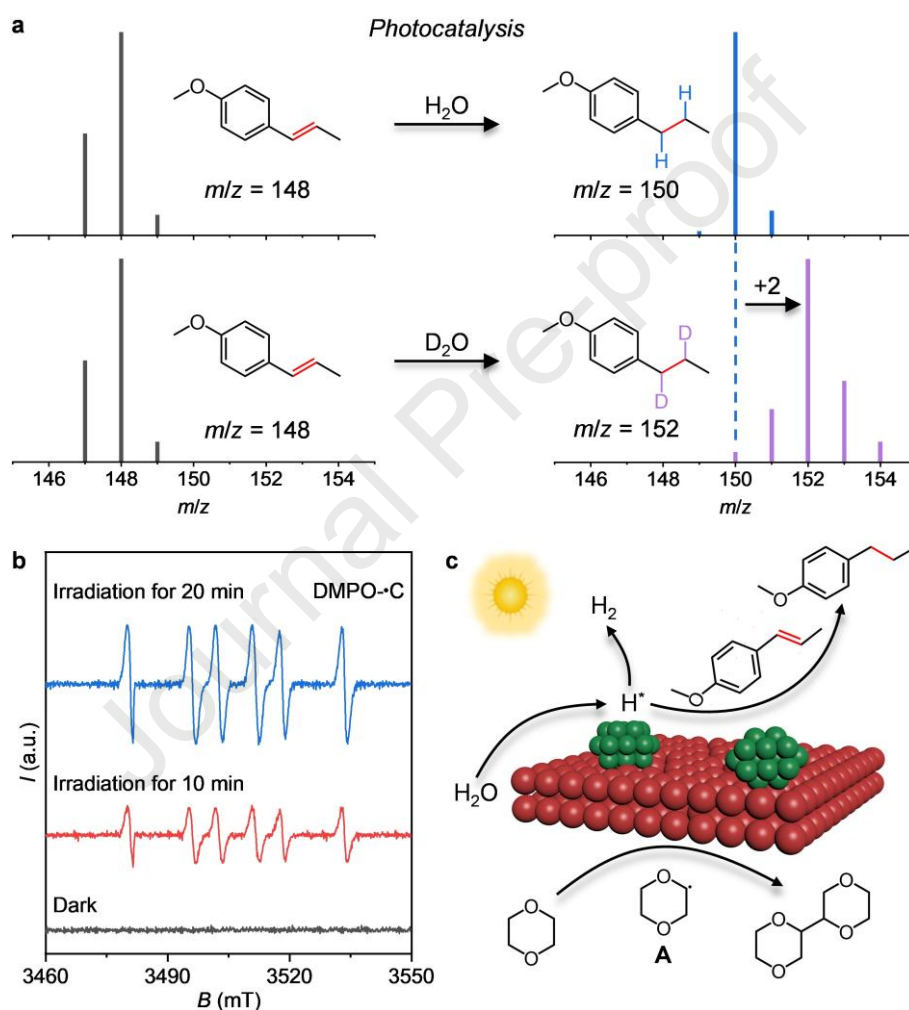 a
Photocatalysis
O
H₂O
O
H
H
m/z = 148
m/z = 150
+2
O
D₂O
O
D
D
m/z = 148
m/z = 152
146 148 150 152 154
146 148 150 152 154
m/z
m/z
Journal Pre-proof
b
Irradiation for 20 min
DMPO-•C
Irradiation for 10 min
Dark
I (a.u.)
3460 3490 3520 3550
B (mT)
c
O
H₂
O
H*
H₂O
O
O
O
O
A
O
O
O
O